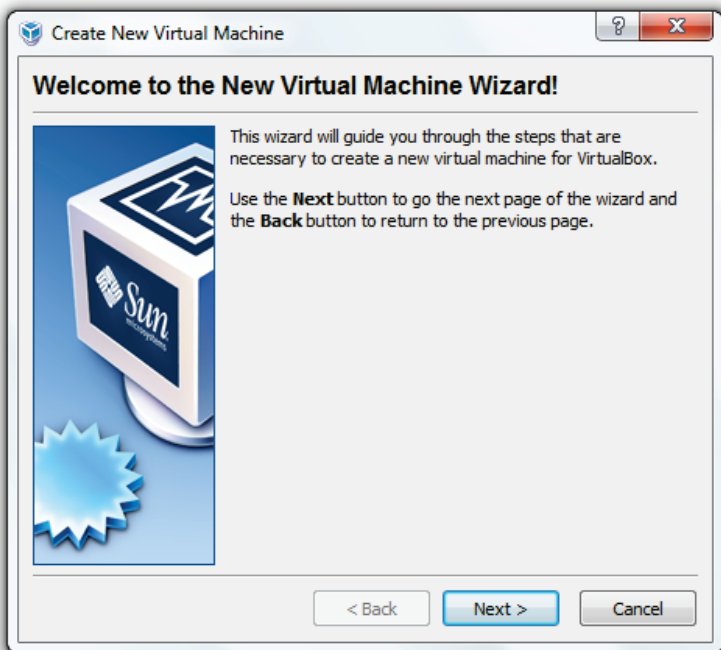 Create New Virtual Machine
Welcome to the New Virtual Machine Wizard!
This wizard will guide you through the steps that are
necessary to create a new virtual machine for VirtualBox.
Use the Next button to go the next page of the wizard and
the Back button to return to the previous page.
Sun
microsystems
< Back
Next >
Cancel